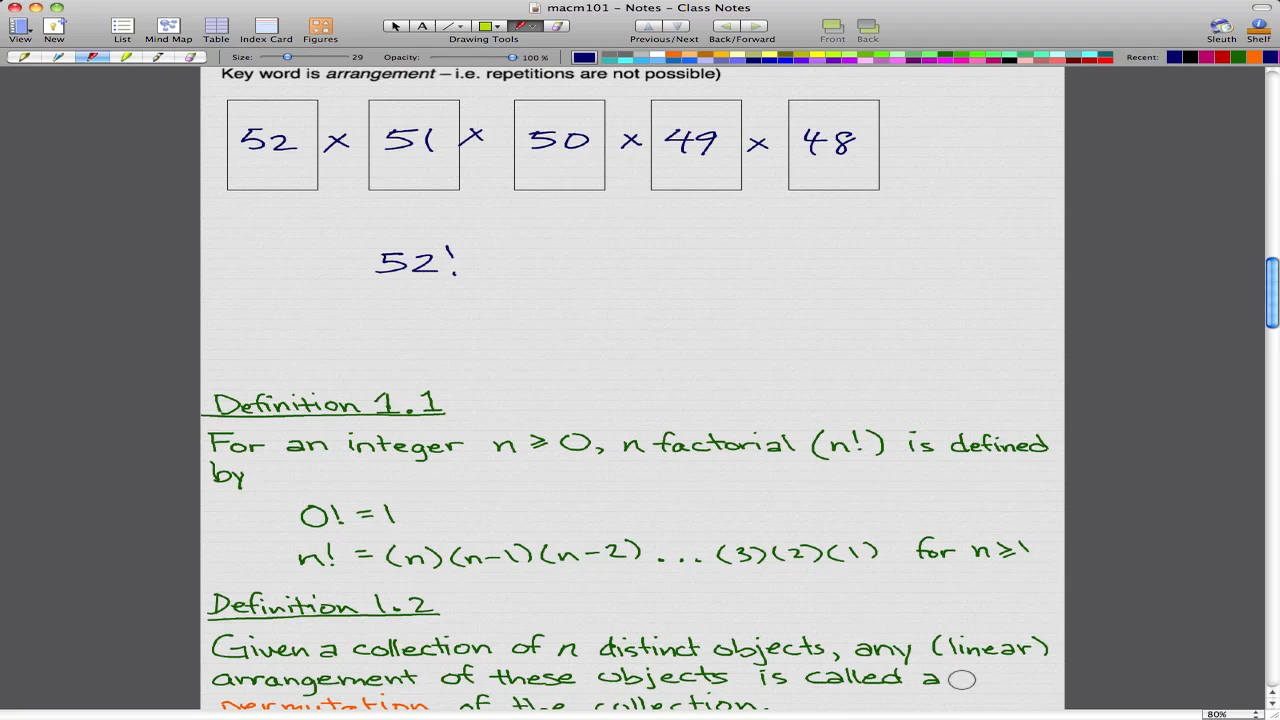 macm101 - Notes - Class Notes
View New List Mind Map Table Index Card Figures Drawing Tools Previous/Next Back/Forward Front Back Sleuth Shelf
Size: 29 Opacity: 100 % Recent:
Key word is arrangement – i.e. repetitions are not possible)
52 × 51 × 50 × 49 × 48
52!
Definition 1.1
For an integer n ⩾ 0, n factorial (n!) is defined
by
0! = 1
n! = (n)(n-1)(n-2) ... (3)(2)(1) for n ⩾ 1
Definition 1.2
Given a collection of n distinct objects, any (linear)
arrangement of these objects is called a
permutation of the collection.
80%